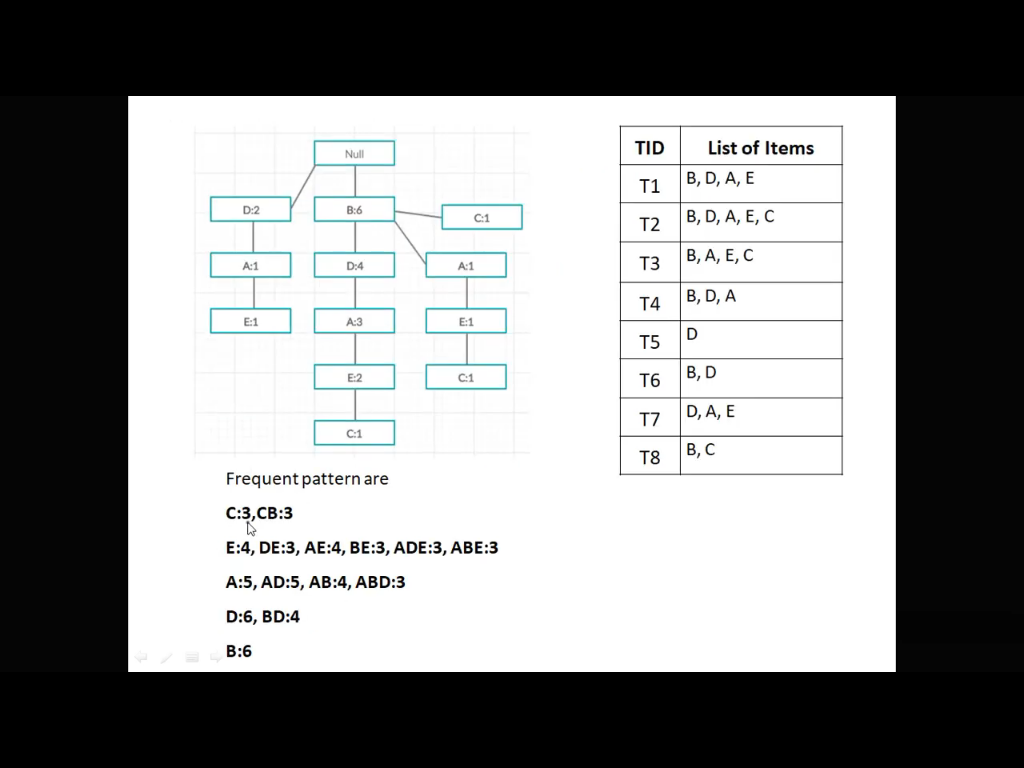 Null
D:2 B:6 C:1
A:1 D:4 A:1
E:1 A:3 E:1
E:2 C:1
C:1
Frequent pattern are
C:3,CB:3
E:4, DE:3, AE:4, BE:3, ADE:3, ABE:3
A:5, AD:5, AB:4, ABD:3
D:6, BD:4
B:6
TID List of Items
T1 B, D, A, E
T2 B, D, A, E, C
T3 B, A, E, C
T4 B, D, A
T5 D
T6 B, D
T7 D, A, E
T8 B, C